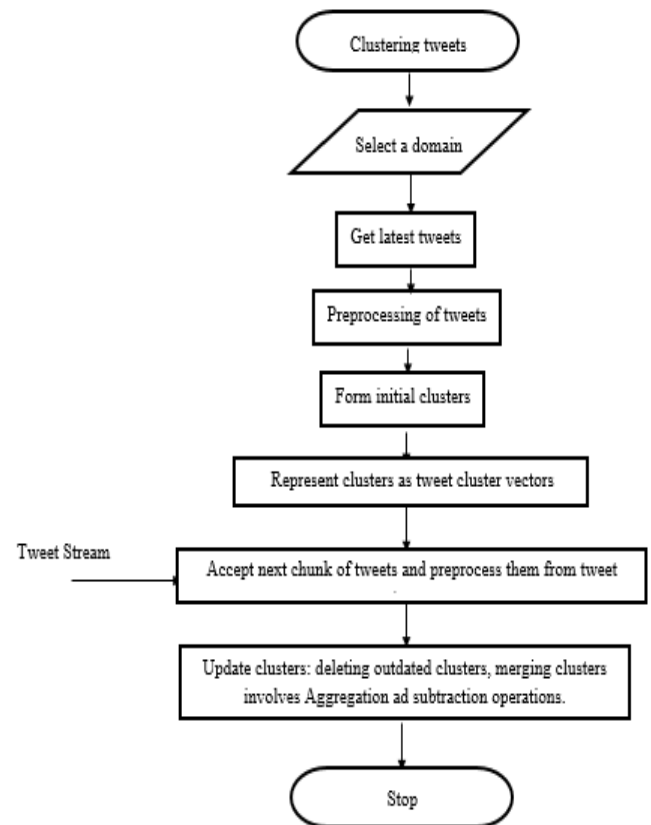 Clustering tweets
Select a domain
Get latest tweets
Preprocessing of tweets
Form initial clusters
Represent clusters as tweet cluster vectors
Tweet Stream
Accept next chunk of tweets and preprocess them from tweet
Update clusters: deleting outdated clusters, merging clusters
involves Aggregation ad subtraction operations.
Stop